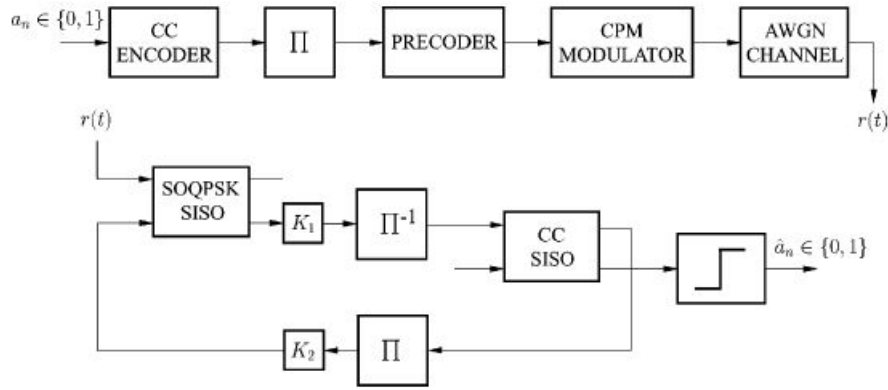 a_n ∈ {0, 1}
CC
ENCODER
Π
PRECODER
CPM
MODULATOR
AWGN
CHANNEL
r(t)
r(t)
SOQPSK
SISO
K_1
Π^{-1}
CC
SISO
â_n ∈ {0, 1}
K_2
Π